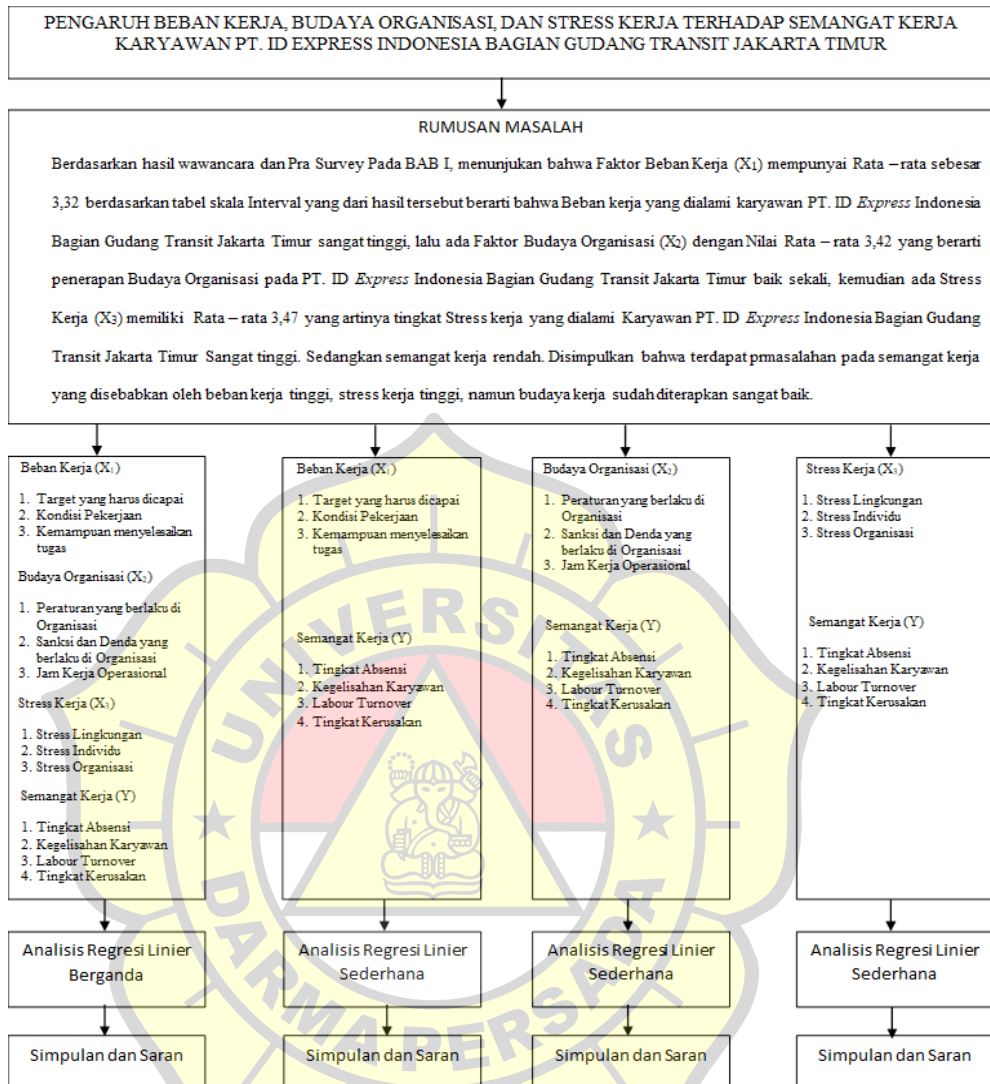 PENGARUH BEBAN KERJA, BUDAYA ORGANISASI, DAN STRESS KERJA TERHADAP SEMANGAT KERJA
KARYAWAN PT. ID EXPRESS INDONESIA BAGIAN GUDANG TRANSIT JAKARTA TIMUR
RUMUSAN MASALAH
Berdasarkan hasil wawancara dan Pra Survey Pada BAB I, menunjukan bahwa Faktor Beban Kerja (X1) mempunyai Rata – rata sebesar
3,32 berdasarkan tabel skala Interval yang dari hasil tersebut berarti bahwa Beban kerja yang dialami karyawan PT. ID Express Indonesia
Bagian Gudang Transit Jakarta Timur sangat tinggi, lalu ada Faktor Budaya Organisasi (X2) dengan Nilai Rata – rata 3,42 yang berarti
penerapan Budaya Organisasi pada PT. ID Express Indonesia Bagian Gudang Transit Jakarta Timur baik sekali, kemudian ada Stress
Kerja (X3) memiliki Rata – rata 3,47 yang artinya tingkat Stress kerja yang dialami Karyawan PT. ID Express Indonesia Bagian Gudang
Transit Jakarta Timur Sangat tinggi. Sedangkan semangat kerja rendah. Disimpulkan bahwa terdapat prmasalahan pada semangat kerja
yang disebabkan oleh beban kerja tinggi, stress kerja tinggi, namun budaya kerja sudah diterapkan sangat baik.
Beban Kerja (X1)
1. Target yang harus dicapai
2. Kondisi Pekerjaan
3. Kemampuan menyelesaikan
tugas
Budaya Organisasi (X2)
1. Peraturan yang berlaku di
Organisasi
2. Sanksi dan Denda yang
berlaku di Organisasi
3. Jam Kerja Operasional
Stress Kerja (X3)
1. Stress Lingkungan
2. Stress Individu
3. Stress Organisasi
Semangat Kerja (Y)
1. Tingkat Absensi
2. Kegelisahan Karyawan
3. Labour Turnover
4. Tingkat Kerusakan
Analisis Regresi Linier
Berganda
Simpulan dan Saran
Beban Kerja (X1)
1. Target yang harus dicapai
2. Kondisi Pekerjaan
3. Kemampuan menyelesaikan
tugas
Semangat Kerja (Y)
1. Tingkat Absensi
2. Kegelisahan Karyawan
3. Labour Turnover
4. Tingkat Kerusakan
Analisis Regresi Linier
Sederhana
Simpulan dan Saran
Budaya Organisasi (X2)
1. Peraturan yang berlaku di
Organisasi
2. Sanksi dan Denda yang
berlaku di Organisasi
3. Jam Kerja Operasional
Semangat Kerja (Y)
1. Tingkat Absensi
2. Kegelisahan Karyawan
3. Labour Turnover
4. Tingkat Kerusakan
Analisis Regresi Linier
Sederhana
Simpulan dan Saran
Stress Kerja (X3)
1. Stress Lingkungan
2. Stress Individu
3. Stress Organisasi
Semangat Kerja (Y)
1. Tingkat Absensi
2. Kegelisahan Karyawan
3. Labour Turnover
4. Tingkat Kerusakan
Analisis Regresi Linier
Sederhana
Simpulan dan Saran
UNIVERSITAS
DARMA PERSADA